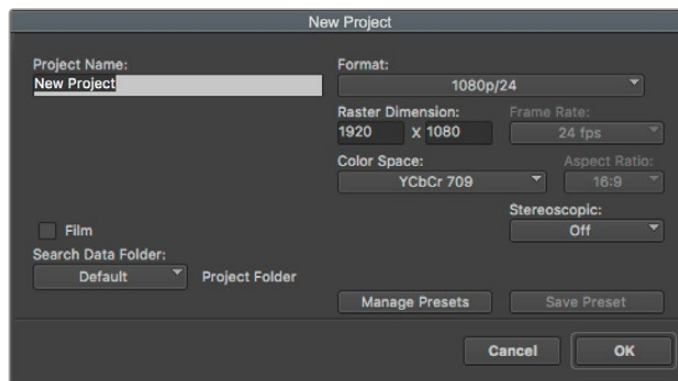 New Project
Project Name:
New Project
Format:
1080p/24
Raster Dimension:
Frame Rate:
1920 x 1080
24 fps
Color Space:
Aspect Ratio:
YCbCr 709
16:9
Stereoscopic:
Off
Film
Search Data Folder:
Default
Project Folder
Manage Presets
Save Preset
Cancel
OK